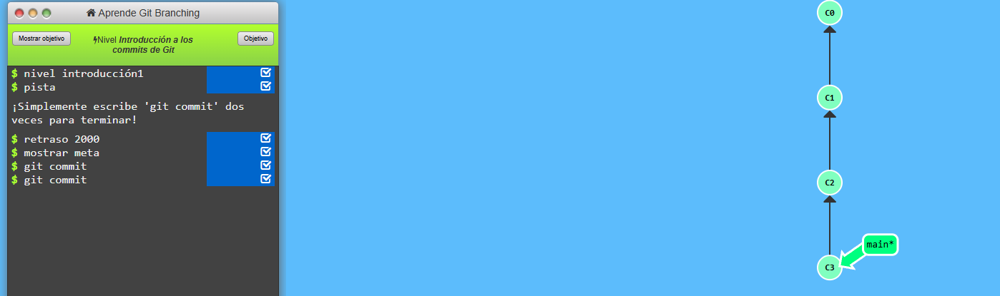 Aprende Git Branching
Mostrar objetivo
Nivel Introducción a los
commits de Git
Objetivo
$ nivel introducción1
$ pista
¡Simplemente escribe 'git commit' dos
veces para terminar!
$ retraso 2000
$ mostrar meta
$ git commit
$ git commit
C0
C1
C2
main*
C3